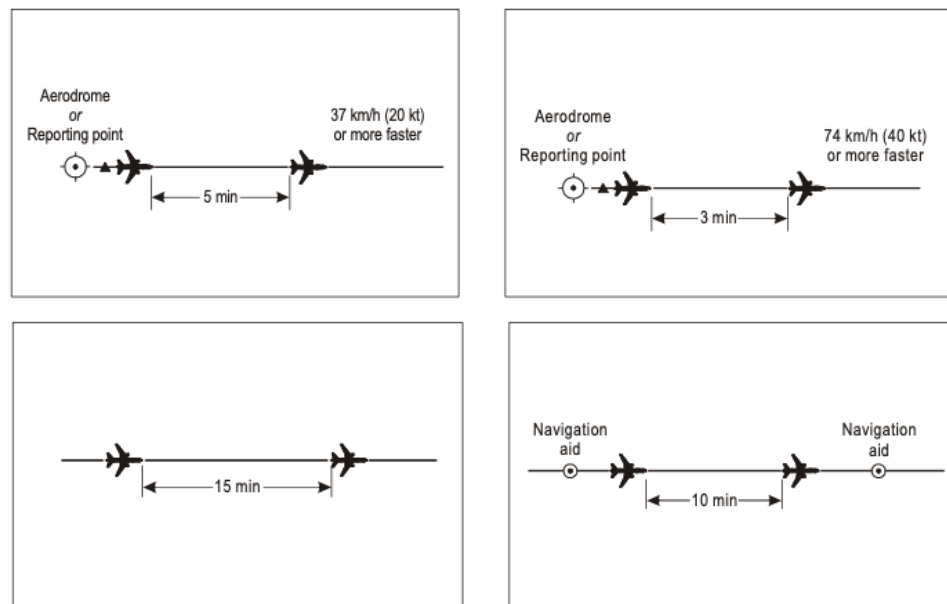 Aerodrome
or
Reporting point
37 km/h (20 kt)
or more faster
5 min
Aerodrome
or
Reporting point
74 km/h (40 kt)
or more faster
3 min
15 min
Navigation
aid
Navigation
aid
10 min